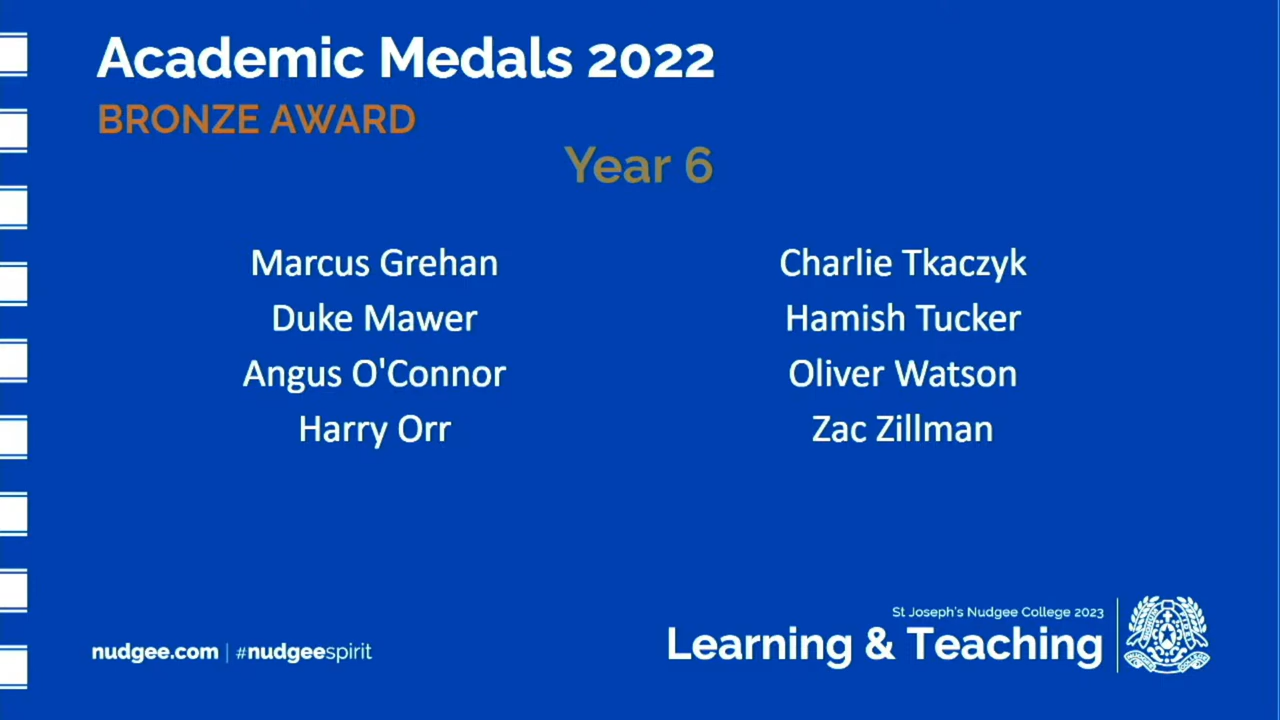 Academic Medals 2022
BRONZE AWARD
Year 6
Marcus Grehan
Duke Mawer
Angus O'Connor
Harry Orr
Charlie Tkaczyk
Hamish Tucker
Oliver Watson
Zac Zillman
St Joseph's Nudgee College 2023
Learning & Teaching
nudgee.com | #nudgeespirit